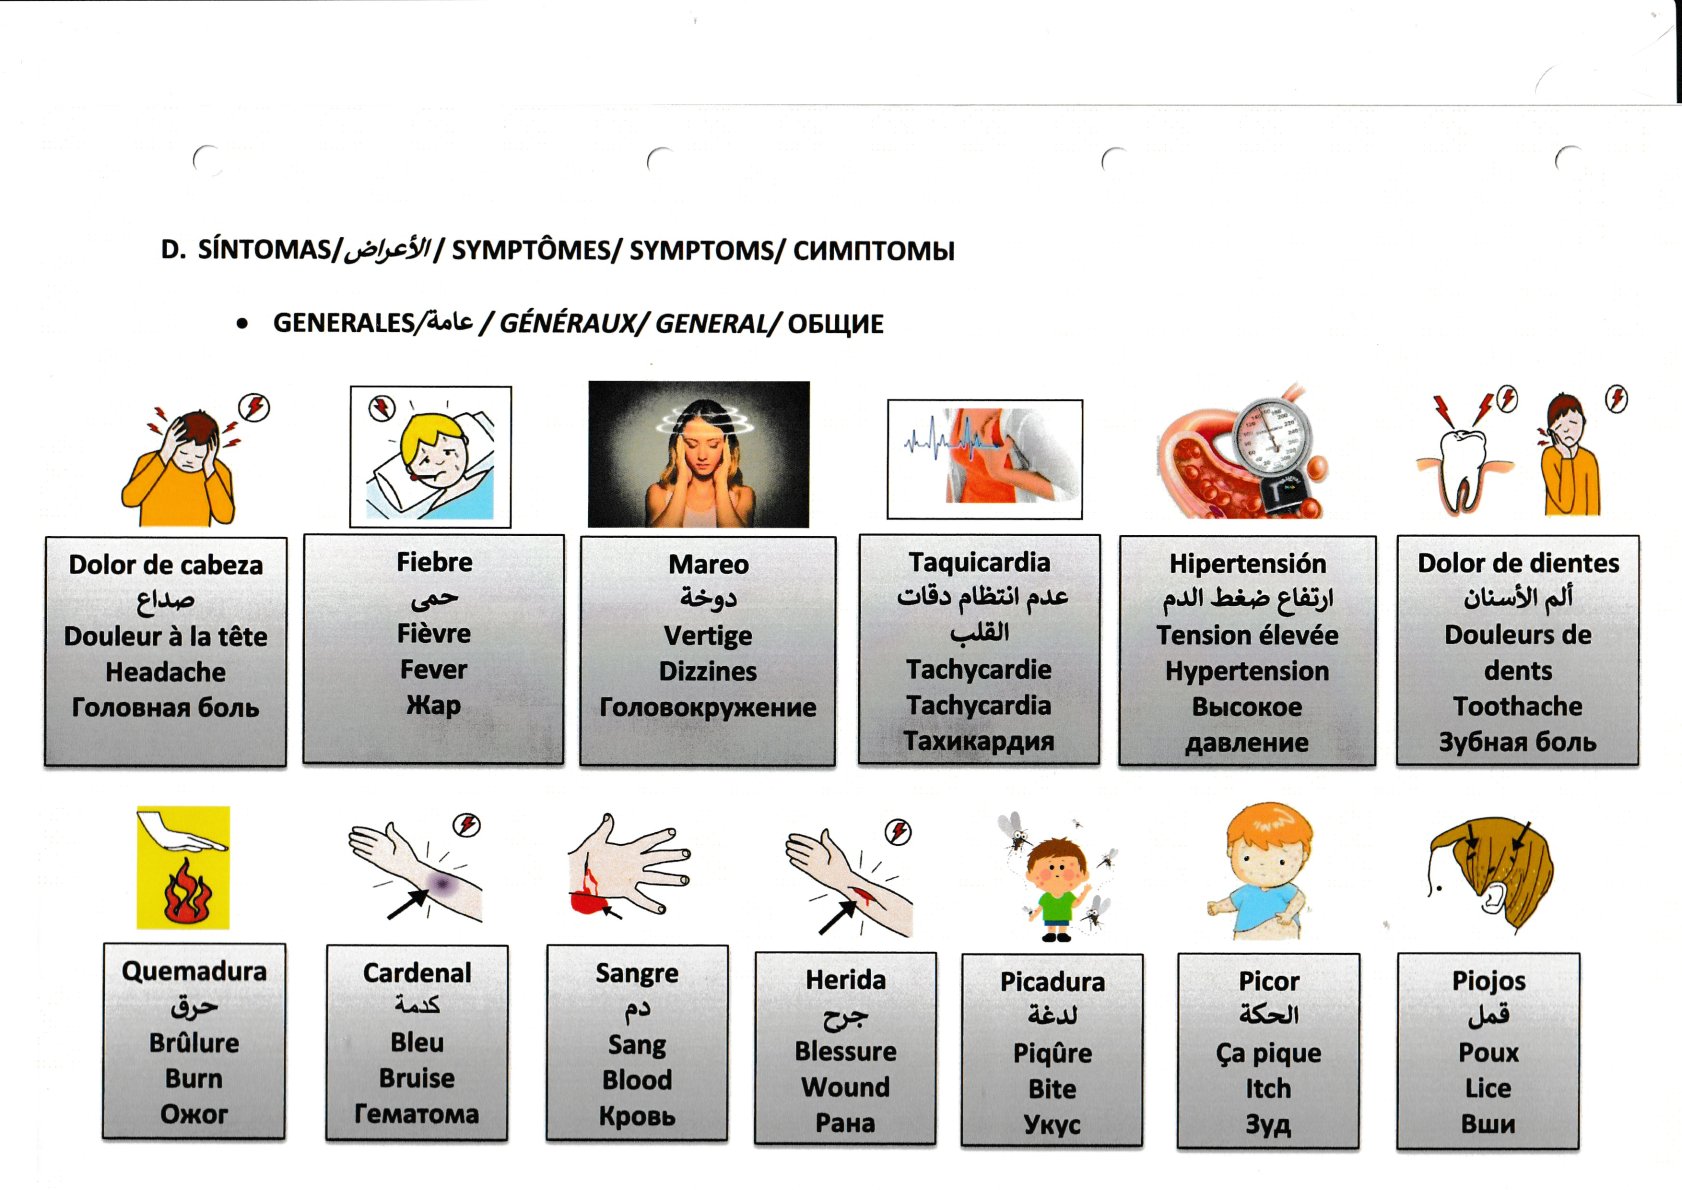 D. SÍNTOMAS/الأعراض/ SYMPTÔMES/ SYMPTOMS/ СИМПТОМЫ
• GENERALES/عامة / GÉNÉRAUX/ GENERAL/ ОБЩИЕ
Dolor de cabeza
صداع
Douleur à la tête
Headache
Головная боль
Fiebre
حمى
Fièvre
Fever
Жар
Mareo
دوخة
Vertige
Dizzines
Головокружение
Taquicardia
عدم انتظام دقات
القلب
Tachycardie
Tachycardia
Тахикардия
Hipertensión
ارتفاع ضغط الدم
Tension élevée
Hypertension
Высокое
давление
Dolor de dientes
ألم الأسنان
Douleurs de
dents
Toothache
Зубная боль
Quemadura
حرق
Brûlure
Burn
Ожог
Cardenal
كدمة
Bleu
Bruise
Гематома
Sangre
دم
Sang
Blood
Кровь
Herida
جرح
Blessure
Wound
Рана
Picadura
لدغة
Piqûre
Bite
Укус
Picor
الحكة
Ça pique
Itch
Зуд
Piojos
قمل
Poux
Lice
Вши